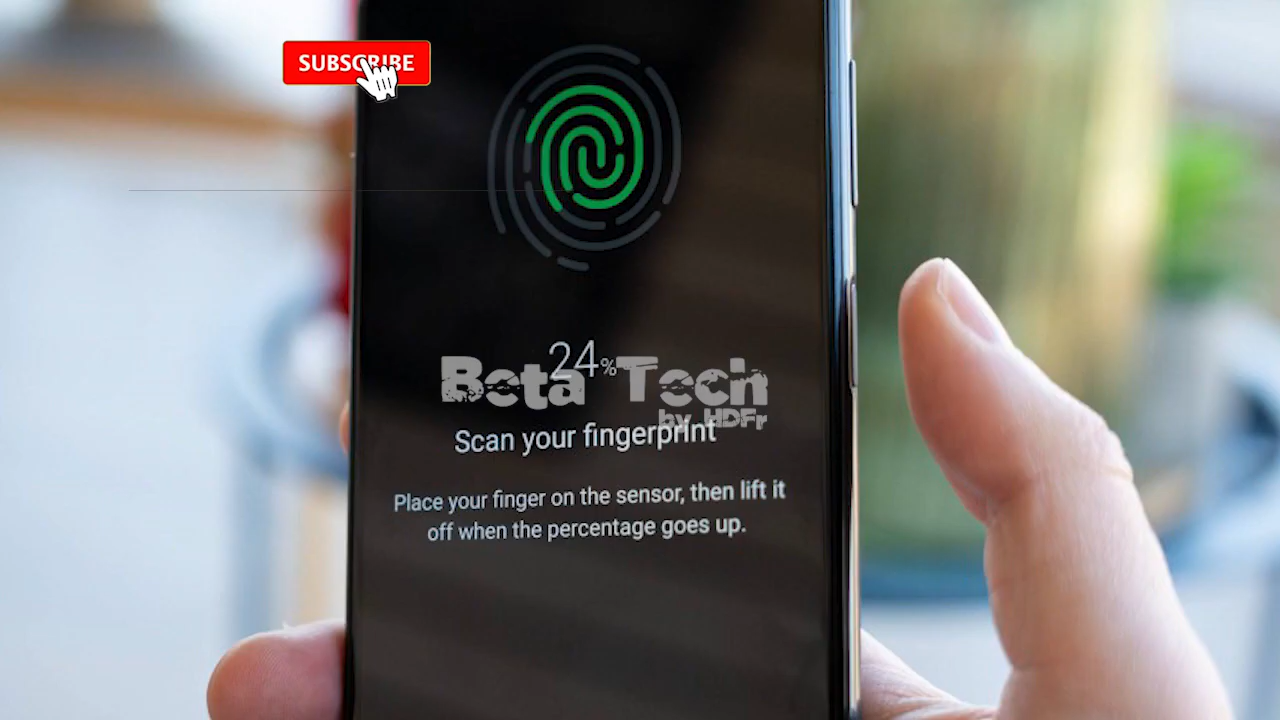 SUBSCRIBE
24%
Beta Tech
by HDFr
Scan your fingerprint
Place your finger on the sensor, then lift it
off when the percentage goes up.